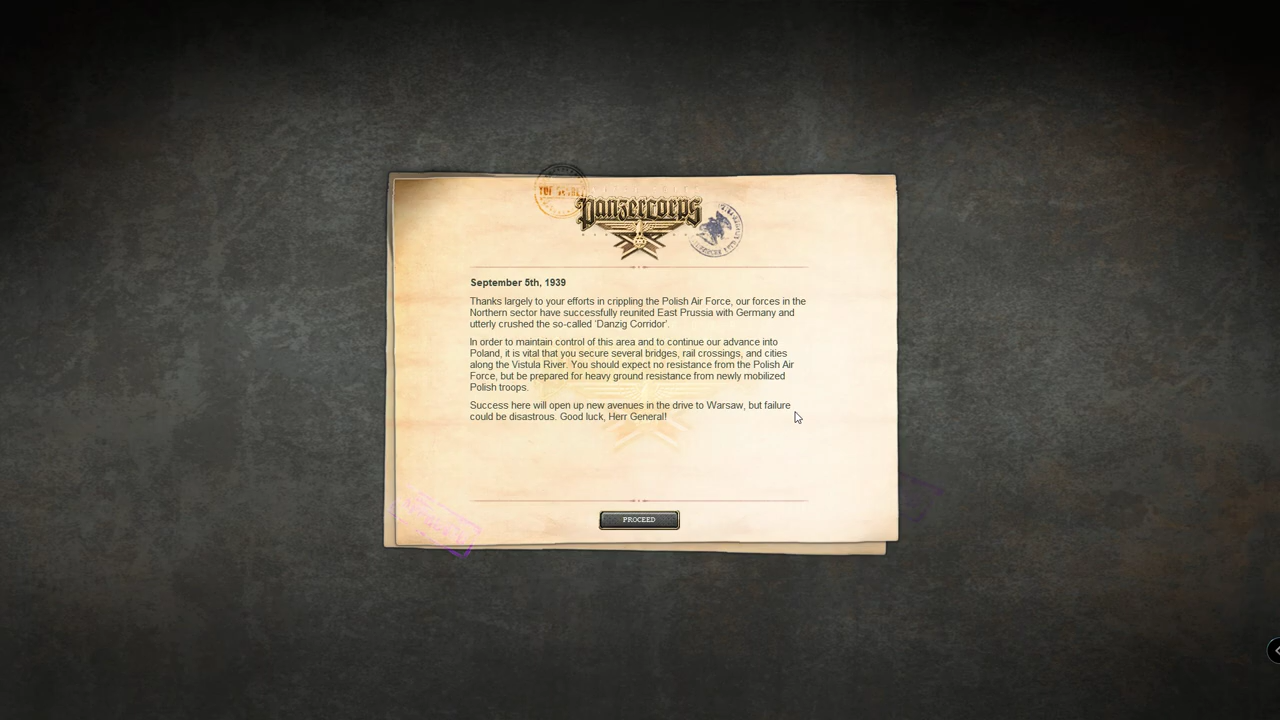 TOP SECRET
Panzercorps
September 5th, 1939
Thanks largely to your efforts in crippling the Polish Air Force, our forces in the
Northern sector have successfully reunited East Prussia with Germany and
utterly crushed the so-called ‘Danzig Corridor’.
In order to maintain control of this area and to continue our advance into
Poland, it is vital that you secure several bridges, rail crossings, and cities
along the Vistula River. You should expect no resistance from the Polish Air
Force, but be prepared for heavy ground resistance from newly mobilized
Polish troops.
Success here will open up new avenues in the drive to Warsaw, but failure
could be disastrous. Good luck, Herr General!
PROCEED